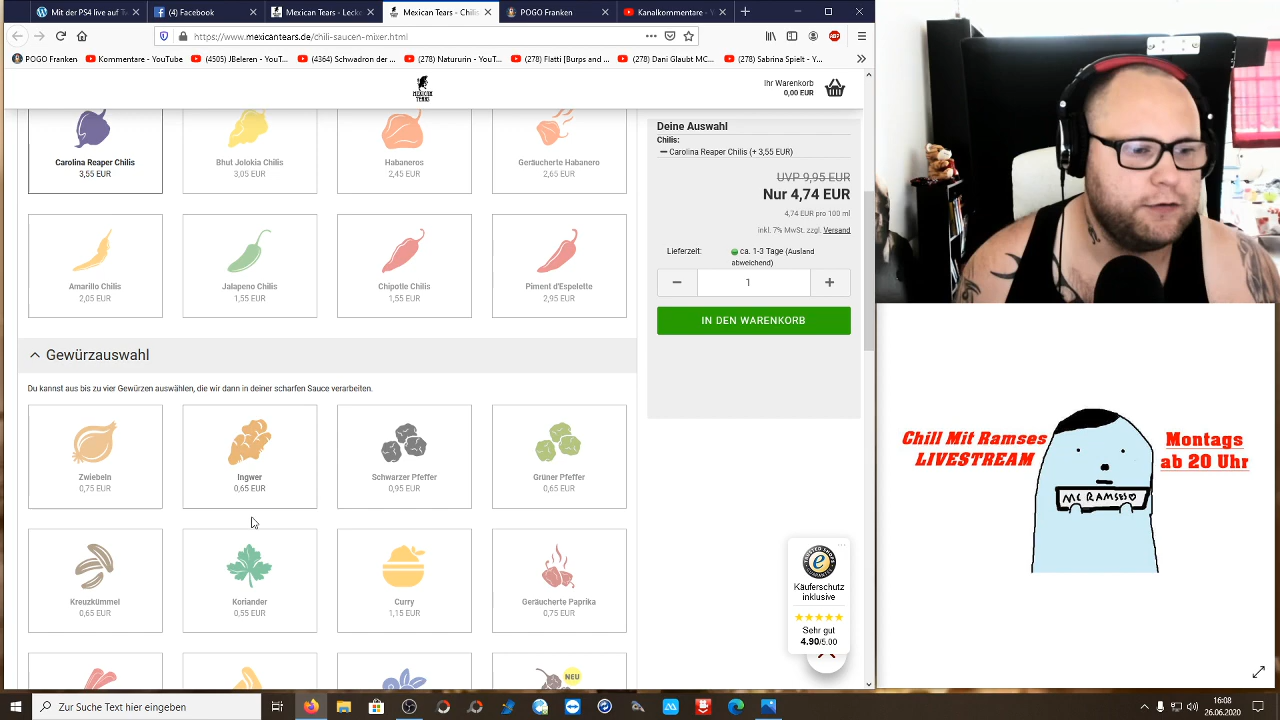 Mit der PS4 live auf
(4) Facebook
Mexican Tears - Lecke
Mexican Tears - Chilis
POGO Franken
Kanalkommentare - Y
https://www.mexicantears.de/chili-saucen-mixer.html
POGO Franken
Kommentare - YouTube
(4505) JBeralen - YouT...
(4364) Schwadron der ...
(278) Naturumi - YouT...
(278) Flatti [Burps and ...
(278) Dani Glaubt MC...
(278) Sabrina Spielt - Y...
MEXICAN
TEARS
Ihr Warenkorb
0,00 EUR
Carolina Reaper Chilis
3,55 EUR
Bhut Jolokia Chilis
3,05 EUR
Habaneros
2,45 EUR
Geräucherte Habanero
2,65 EUR
Amarillo Chilis
2,05 EUR
Jalapeno Chilis
1,55 EUR
Chipotle Chilis
1,55 EUR
Piment d'Espelette
2,95 EUR
Deine Auswahl
Chilis:
— Carolina Reaper Chilis (+ 3,55 EUR)
UVP 9,95 EUR
Nur 4,74 EUR
4,74 EUR pro 100 ml
inkl. 7% MwSt. zzgl. Versand
Lieferzeit:
ca. 1-3 Tage (Ausland
abweichend)
1
IN DEN WARENKORB
Gewürzauswahl
Du kannst aus bis zu vier Gewürzen auswählen, die wir dann in deiner scharfen Sauce verarbeiten.
Zwiebeln
0,75 EUR
Ingwer
0,65 EUR
Schwarzer Pfeffer
0,95 EUR
Grüner Pfeffer
0,65 EUR
Kreuzkümmel
0,65 EUR
Koriander
0,55 EUR
Curry
1,15 EUR
Geräucherte Paprika
0,75 EUR
NEU
Käuferschutz
inklusive
Sehr gut
4.90/5.00
Chill Mit Ramses
LIVESTREAM
Montags
ab 20 Uhr
MC RAMSES
Zur Suche Text hier eingeben
16:08
26.06.2020